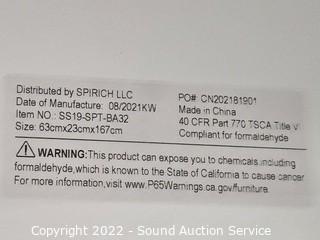 Distributed by SPIRICH LLC
Date of Manufacture: 08/2021KW
Item NO.: SS19-SPT-BA32
Size: 63cmx23cmx167cm
PO#: CN202181901
Made in China
40 CFR Part 770 TSCA Title V
Compliant for formaldehyde
WARNING: This product can expose you to chemicals including
formaldehyde,which is known to the State of California to cause cancer
For more information,visit www.P65Warnings.ca.gov/furniture.
Copyright 2022 - Sound Auction Service